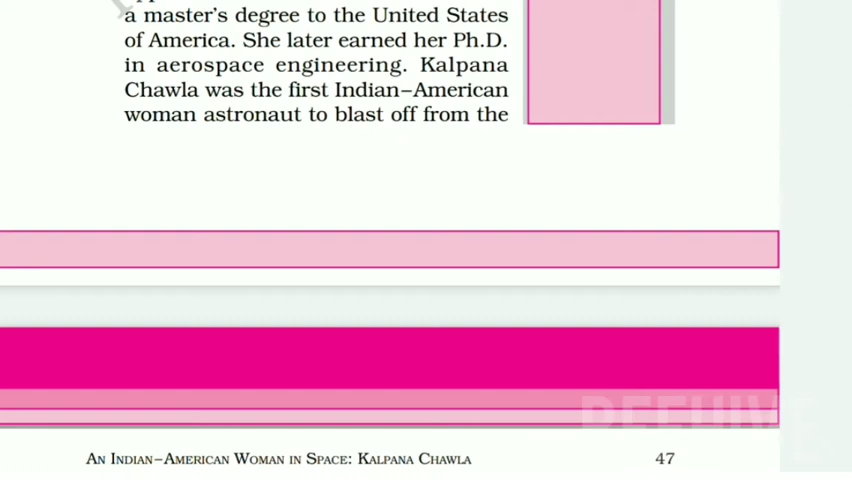 a master's degree to the United States
of America. She later earned her Ph.D.
in aerospace engineering. Kalpana
Chawla was the first Indian–American
woman astronaut to blast off from the
BEEHIVE
An Indian–American Woman in Space: Kalpana Chawla
47